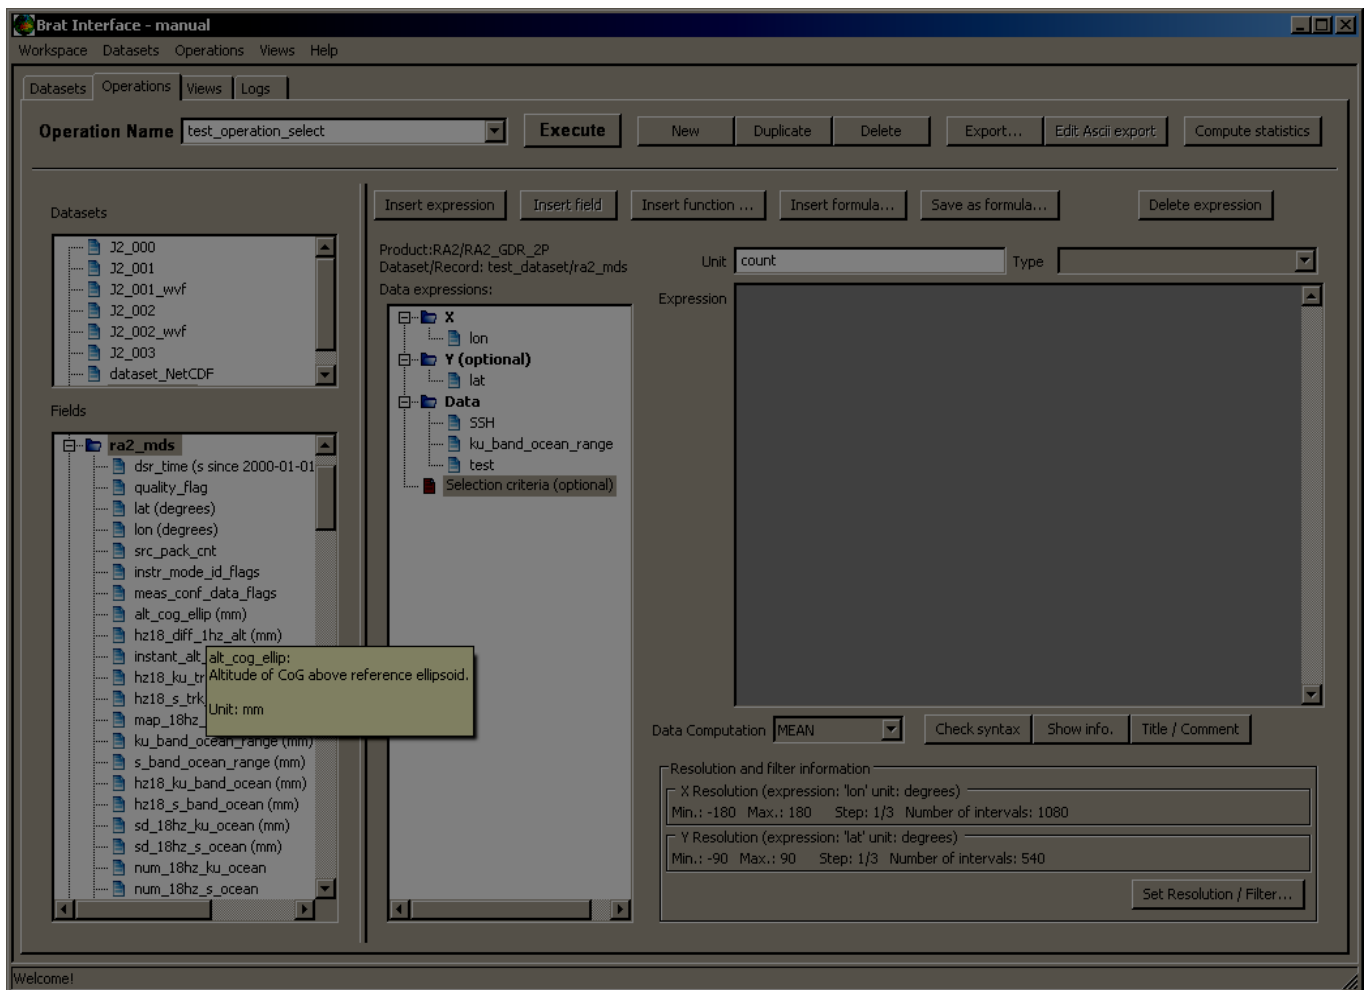 Brat Interface - manual
Workspace Datasets Operations Views Help
Datasets Operations Views Logs
Operation Name test_operation_select Execute New Duplicate Delete Export... Edit Ascii export Compute statistics
Insert expression Insert field Insert function ... Insert formula... Save as formula... Delete expression
Datasets
J2_000
J2_001
J2_001_wvf
J2_002
J2_002_wvf
J2_003
dataset_NetCDF
Fields
ra2_mds
dsr_time (s since 2000-01-01
quality_flag
lat (degrees)
lon (degrees)
src_pack_cnt
instr_mode_id_flags
meas_conf_data_flags
alt_cog_ellip (mm)
hz18_diff_1hz_alt (mm)
instant_alt_
hz18_ku_tr
hz18_s_trk
map_18hz_
ku_band_ocean_range (mm)
s_band_ocean_range (mm)
hz18_ku_band_ocean (mm)
hz18_s_band_ocean (mm)
sd_18hz_ku_ocean (mm)
sd_18hz_s_ocean (mm)
num_18hz_ku_ocean
num_18hz_s_ocean
alt_cog_ellip:
Altitude of CoG above reference ellipsoid.
Unit: mm
Product:RA2/RA2_GDR_2P
Dataset/Record: test_dataset/ra2_mds
Data expressions:
X
lon
Y (optional)
lat
Data
SSH
ku_band_ocean_range
test
Selection criteria (optional)
Unit count Type
Expression
Data Computation MEAN Check syntax Show info. Title / Comment
Resolution and filter information
X Resolution (expression: 'lon' unit: degrees)
Min.: -180 Max.: 180 Step: 1/3 Number of intervals: 1080
Y Resolution (expression: 'lat' unit: degrees)
Min.: -90 Max.: 90 Step: 1/3 Number of intervals: 540
Set Resolution / Filter...
Welcome!